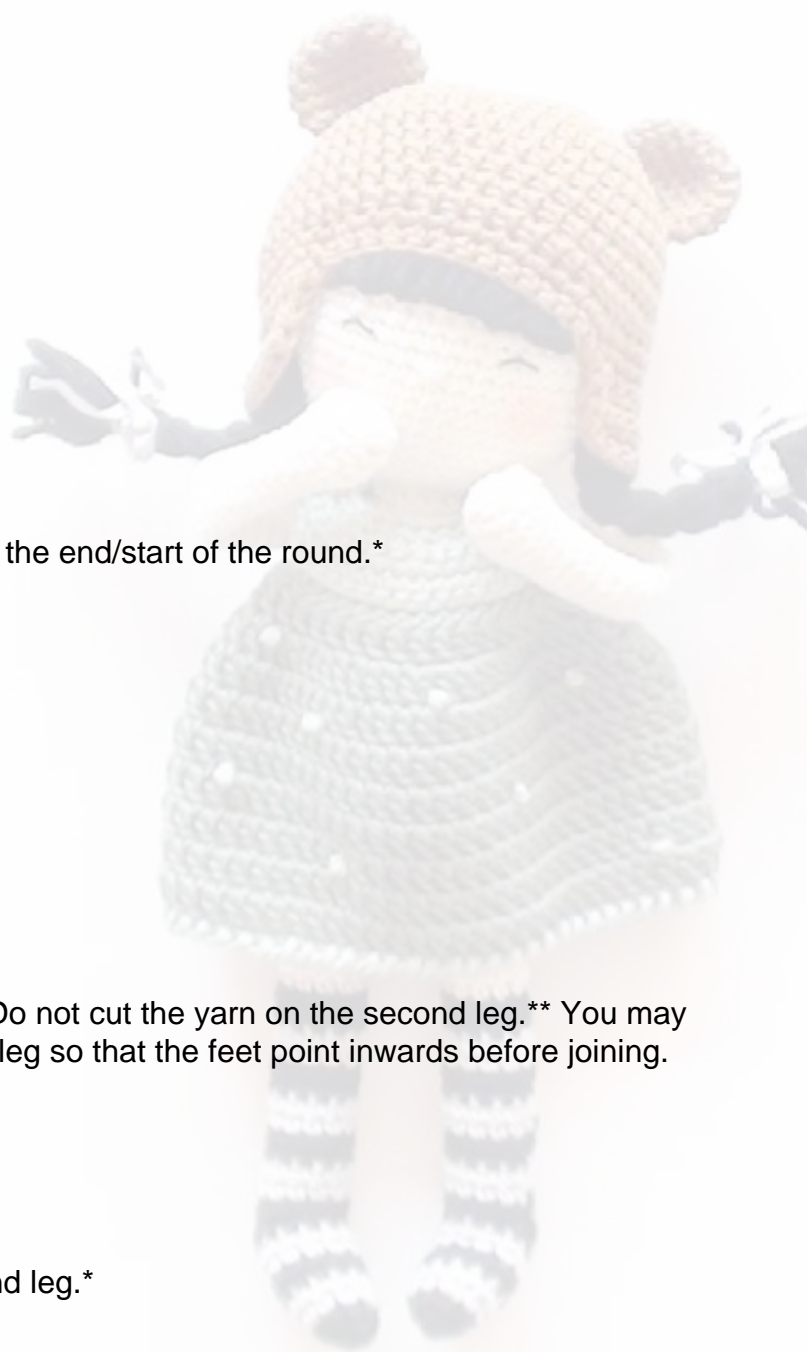 the end/start of the round.*
Do not cut the yarn on the second leg.** You may
leg so that the feet point inwards before joining.
leg.*